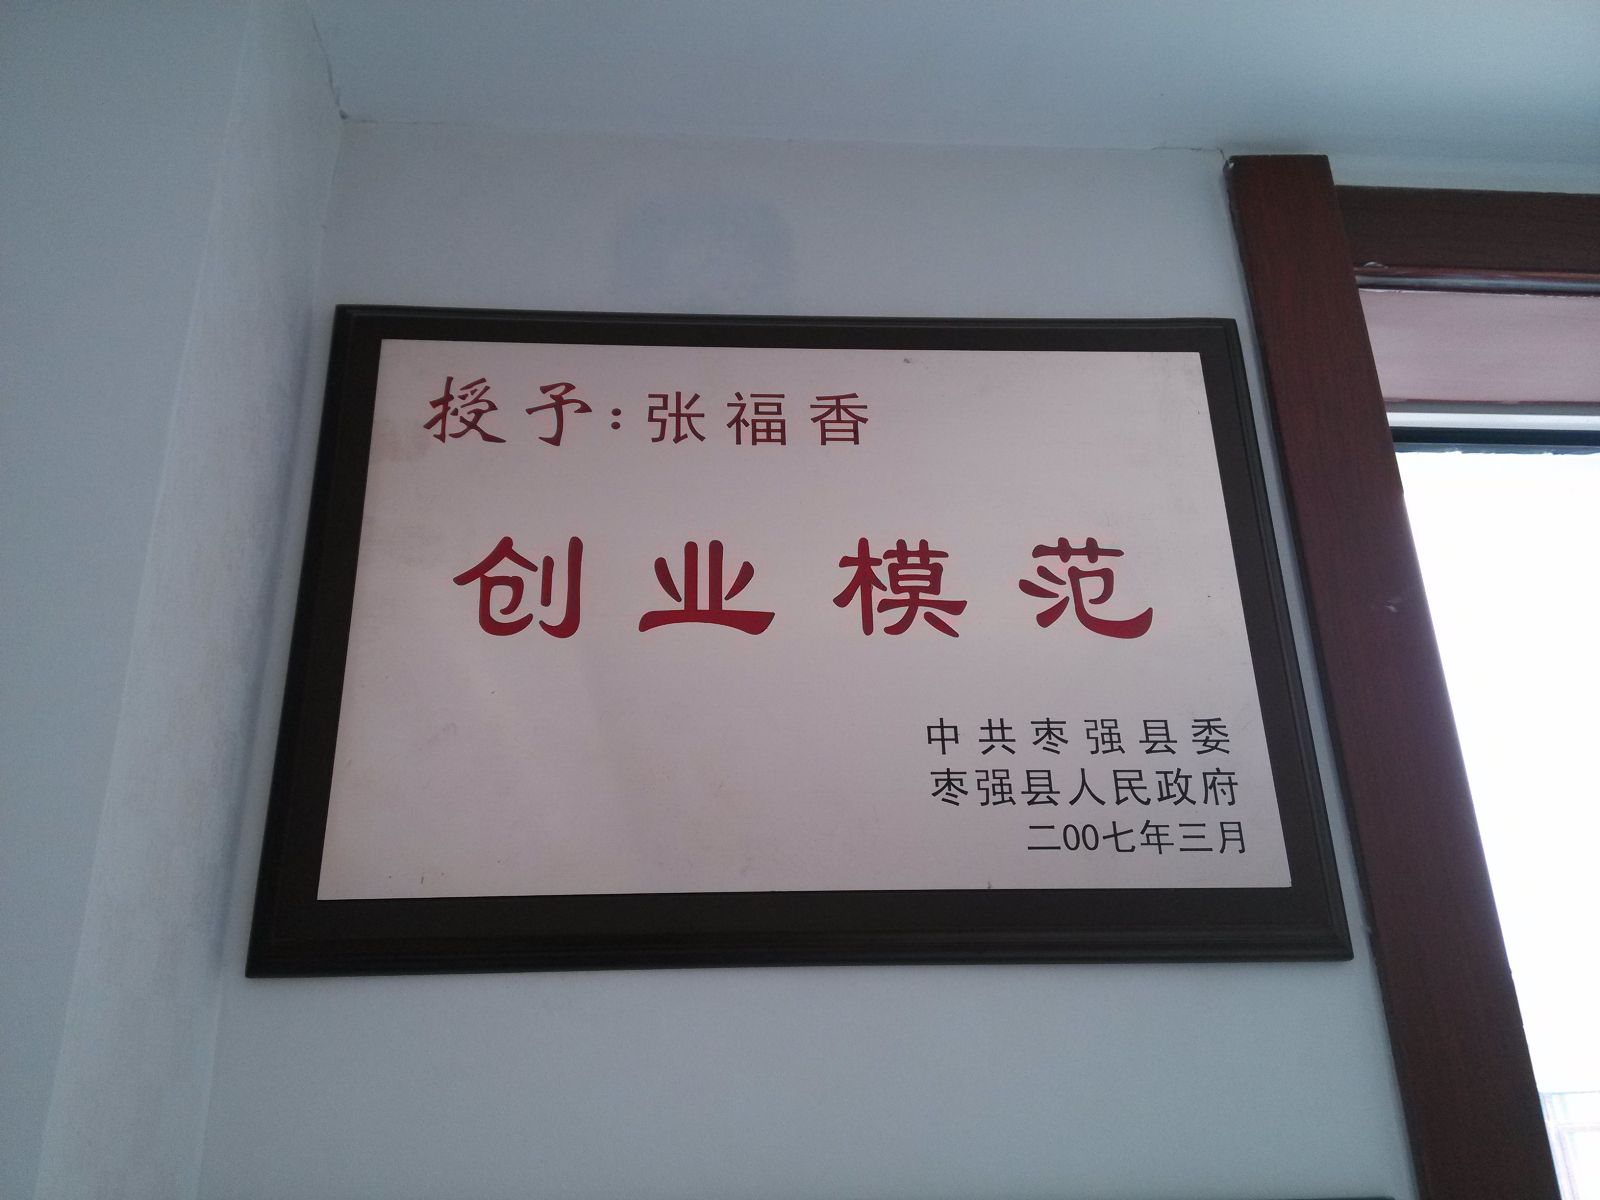 授予：张福香
创业模范
中共枣强县委
枣强县人民政府
二00七年三月